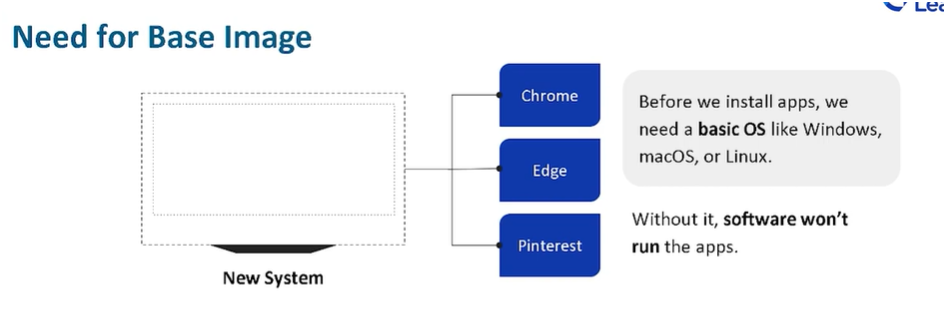 Need for Base Image
Chrome
Edge
Pinterest
New System
Before we install apps, we
need a basic OS like Windows,
macOS, or Linux.
Without it, software won't
run the apps.